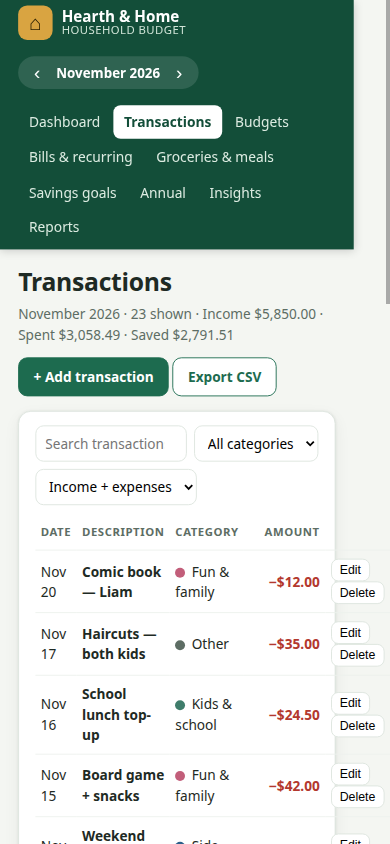 Hearth & Home
HOUSEHOLD BUDGET
‹ November 2026 ›
Dashboard Transactions Budgets
Bills & recurring Groceries & meals
Savings goals Annual Insights
Reports
Transactions
November 2026 · 23 shown · Income $5,850.00 ·
Spent $3,058.49 · Saved $2,791.51
+ Add transaction Export CSV
Search transaction All categories
Income + expenses
DATE DESCRIPTION CATEGORY AMOUNT
Nov 20 Comic book — Liam Fun & family −$12.00 Edit Delete
Nov 17 Haircuts — both kids Other −$35.00 Edit Delete
Nov 16 School lunch top-up Kids & school −$24.50 Edit Delete
Nov 15 Board game + snacks Fun & family −$42.00 Edit Delete
Weekend